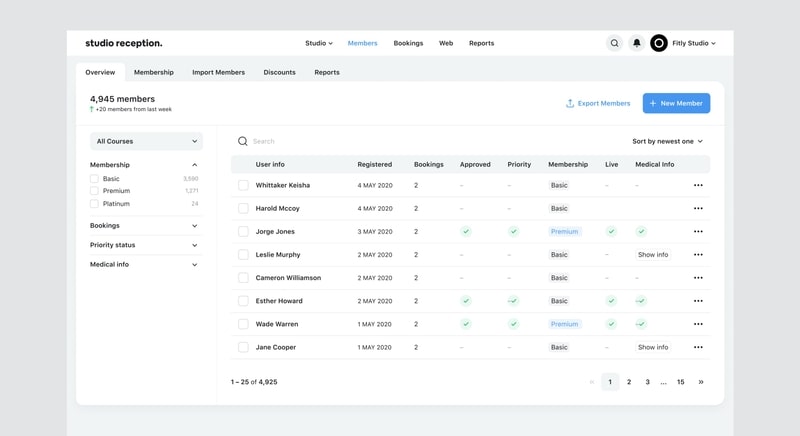 studio reception.
Studio Members Bookings Web Reports
Fitly Studio
Overview Membership Import Members Discounts Reports
4,945 members
+20 members from last week
Export Members
+ New Member
All Courses
Search
Sort by newest one
Membership
Basic 3,690
Premium 1,271
Platinum 24
Bookings
Priority status
Medical info
User info Registered Bookings Approved Priority Membership Live Medical Info
Whittaker Keisha 4 MAY 2020 2 – – Basic – – •••
Harold Mccoy 4 MAY 2020 2 – – Basic •••
Jorge Jones 3 MAY 2020 2 Premium •••
Leslie Murphy 2 MAY 2020 2 – – Basic – Show info •••
Cameron Williamson 2 MAY 2020 2 – – Basic – – •••
Esther Howard 2 MAY 2020 2 Basic •••
Wade Warren 1 MAY 2020 2 Premium •••
Jane Cooper 1 MAY 2020 2 – – Basic – Show info •••
1 – 25 of 4,925
« 1 2 3 ... 15 »